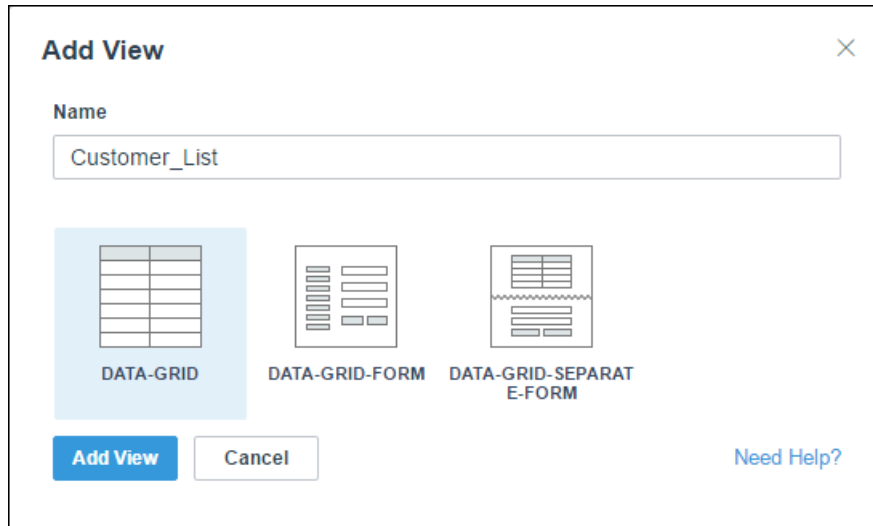 Add View
Name
Customer_List
DATA-GRID
DATA-GRID-FORM
DATA-GRID-SEPARAT
E-FORM
Add View
Cancel
Need Help?